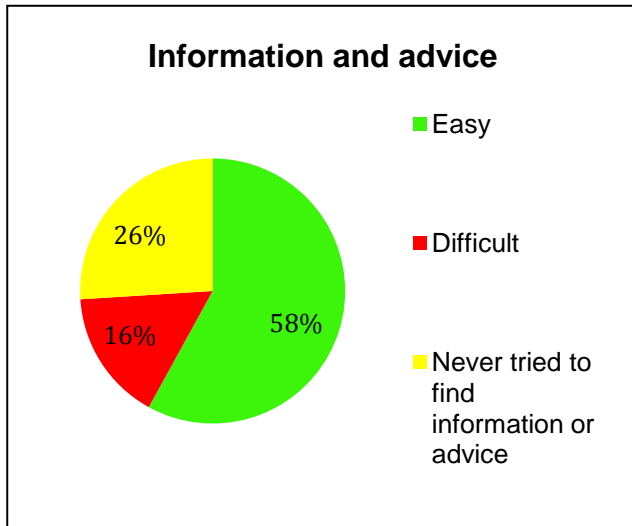 Information and advice
Easy
26%
Difficult
16%
58%
Never tried to
find
information or
advice